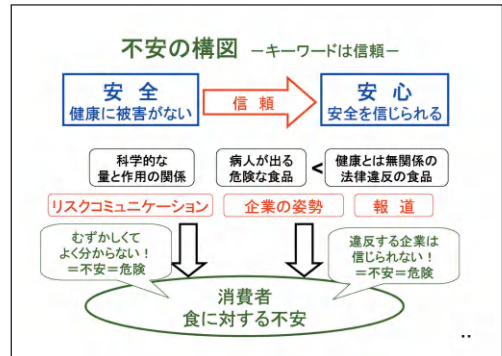 不安の構図 －キーワードは信頼－
安 全
健康に被害がない
信 頼
安 心
安全を信じられる
科学的な
量と作用の関係
病人が出る
危険な食品
<
健康とは無関係の
法律違反の食品
リスクコミュニケーション
企業の姿勢
報 道
むずかしくて
よく分からない！
＝不安＝危険
違反する企業は
信じられない！
＝不安＝危険
消費者
食に対する不安
..